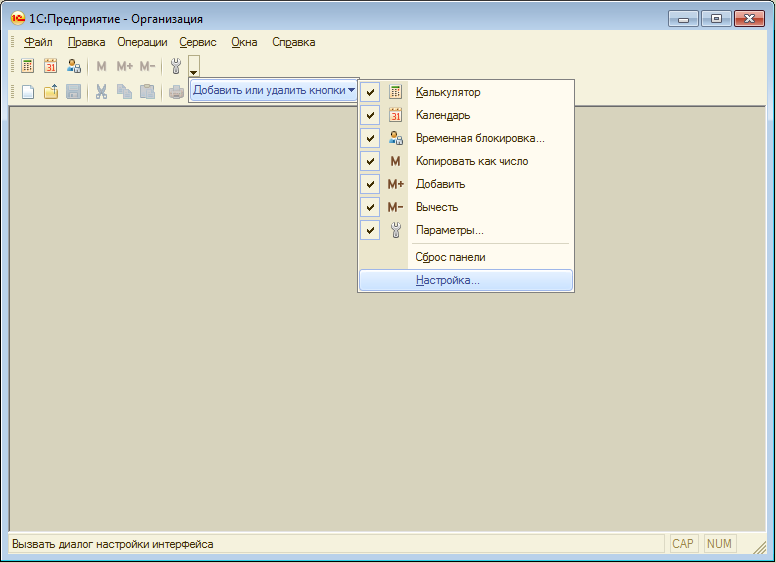 1С:Предприятие - Организация
Файл Правка Операции Сервис Окна Справка
31 M M+ M-
Добавить или удалить кнопки
Калькулятор
31 Календарь
Временная блокировка...
M Копировать как число
M+ Добавить
M- Вычесть
Параметры...
Сброс панели
Настройка...
Вызвать диалог настройки интерфейса CAP NUM